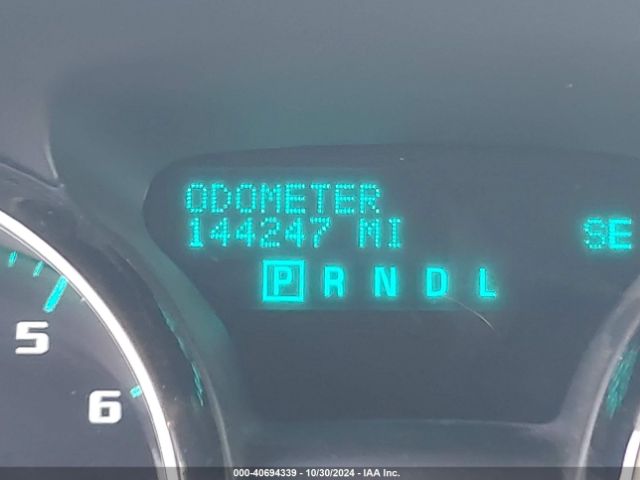 ODOMETER
144247 MI SE
P R N D L
5
6
000-40694339 - 10/30/2024 - IAA Inc.